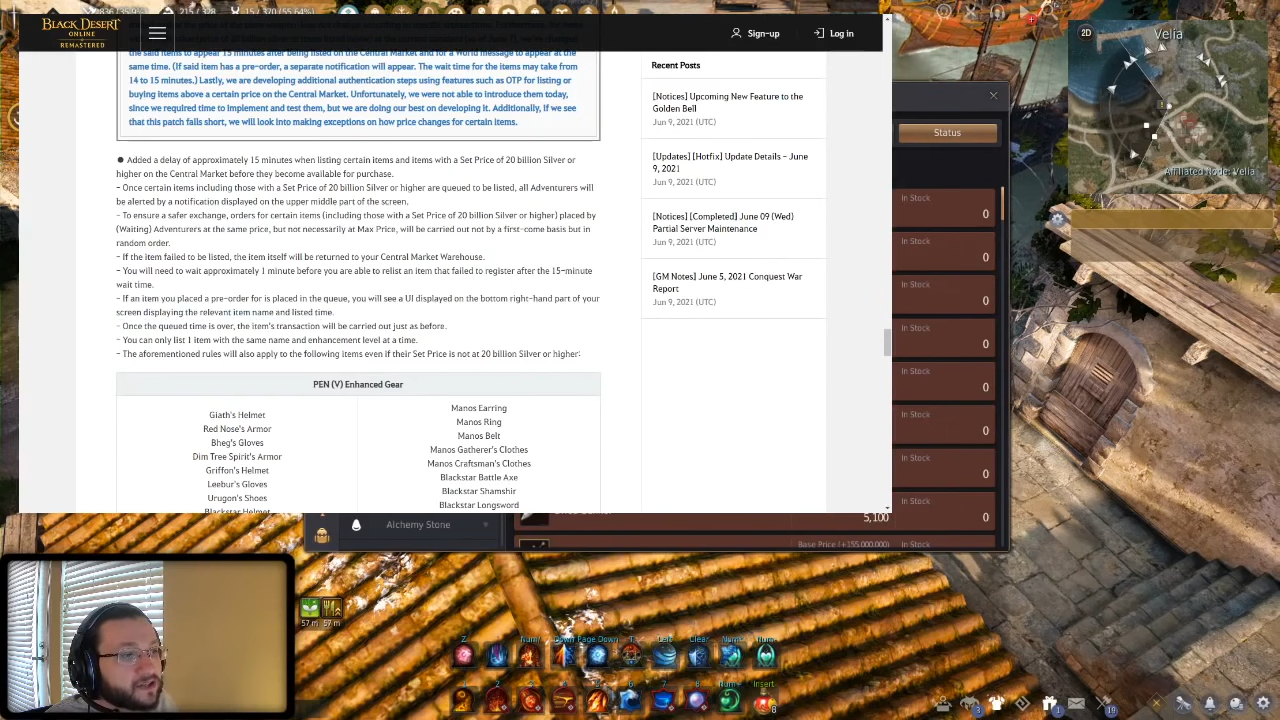 BLACK DESERT
ONLINE
REMASTERED
Sign-up
Log in
the said items to appear 15 minutes after being listed on the Central Market and for a World message to appear at the
same time. (If said item has a pre-order, a separate notification will appear. The wait time for the items may take from
14 to 15 minutes.) Lastly, we are developing additional authentication steps using features such as OTP for listing or
buying items above a certain price on the Central Market. Unfortunately, we were not able to introduce them today,
since we required time to implement and test them, but we are doing our best on developing it. Additionally, if we see
that this patch falls short, we will look into making exceptions on how price changes for certain items.
● Added a delay of approximately 15 minutes when listing certain items and items with a Set Price of 20 billion Silver or
higher on the Central Market before they become available for purchase.
- Once certain items including those with a Set Price of 20 billion Silver or higher are queued to be listed, all Adventurers will
be alerted by a notification displayed on the upper middle part of the screen.
- To ensure a safer exchange, orders for certain items (including those with a Set Price of 20 billion Silver or higher) placed by
(Waiting) Adventurers at the same price, but not necessarily at Max Price, will be carried out not by a first-come basis but in
random order.
- If the item failed to be listed, the item itself will be returned to your Central Market Warehouse.
- You will need to wait approximately 1 minute before you are able to relist an item that failed to register after the 15-minute
wait time.
- If an item you placed a pre-order for is placed in the queue, you will see a UI displayed on the bottom right-hand part of your
screen displaying the relevant item name and listed time.
- Once the queued time is over, the item's transaction will be carried out just as before.
- You can only list 1 item with the same name and enhancement level at a time.
- The aforementioned rules will also apply to the following items even if their Set Price is not at 20 billion Silver or higher:
PEN (V) Enhanced Gear
Giath's Helmet
Red Nose's Armor
Bheg's Gloves
Dim Tree Spirit's Armor
Griffon's Helmet
Leebur's Gloves
Urugon's Shoes
Blackstar Helmet
Manos Earring
Manos Ring
Manos Belt
Manos Gatherer's Clothes
Manos Craftsman's Clothes
Blackstar Battle Axe
Blackstar Shamshir
Blackstar Longsword
Recent Posts
[Notices] Upcoming New Feature to the
Golden Bell
Jun 9, 2021 (UTC)
[Updates] [Hotfix] Update Details - June
9, 2021
Jun 9, 2021 (UTC)
[Notices] [Completed] June 09 (Wed)
Partial Server Maintenance
Jun 9, 2021 (UTC)
[GM Notes] June 5, 2021 Conquest War
Report
Jun 9, 2021 (UTC)
Status
In Stock
0
In Stock
0
In Stock
0
In Stock
0
In Stock
0
In Stock
0
In Stock
0
In Stock
0
5,100
Base Price (+155,000,000)
In Stock
Alchemy Stone
2D
Velia
Affiliated Node: Velia
57 m
57 m
Z
Page Down
Insert
8
3
1
19